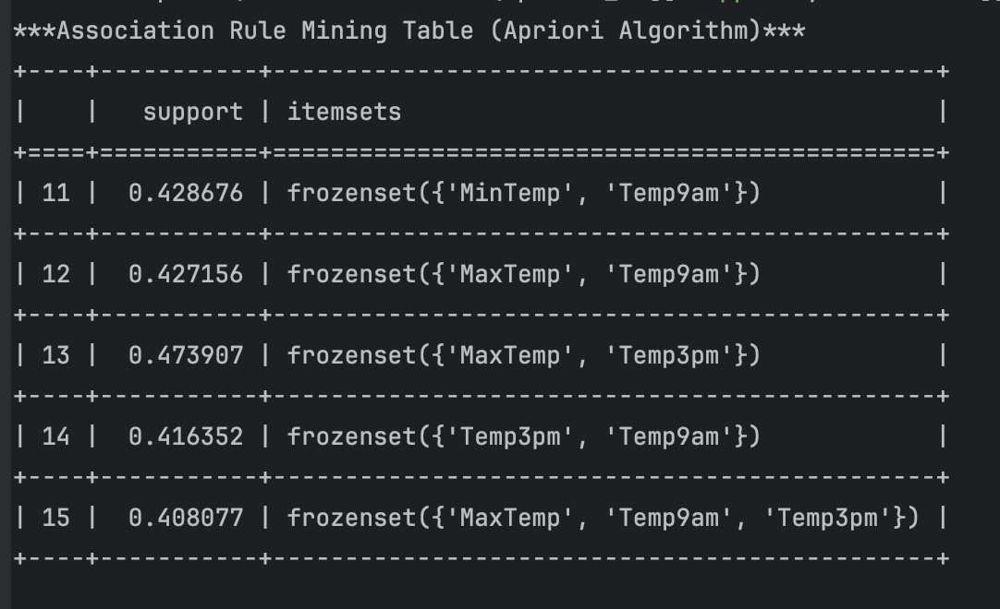 ***Association Rule Mining Table (Apriori Algorithm)***
+----+-----------+----------------------------------------------+
|    |   support | itemsets                                     |
+====+===========+==============================================+
| 11 |  0.428676 | frozenset({'MinTemp', 'Temp9am'})            |
+----+-----------+----------------------------------------------+
| 12 |  0.427156 | frozenset({'MaxTemp', 'Temp9am'})            |
+----+-----------+----------------------------------------------+
| 13 |  0.473907 | frozenset({'MaxTemp', 'Temp3pm'})            |
+----+-----------+----------------------------------------------+
| 14 |  0.416352 | frozenset({'Temp3pm', 'Temp9am'})            |
+----+-----------+----------------------------------------------+
| 15 |  0.408077 | frozenset({'MaxTemp', 'Temp9am', 'Temp3pm'}) |
+----+-----------+----------------------------------------------+